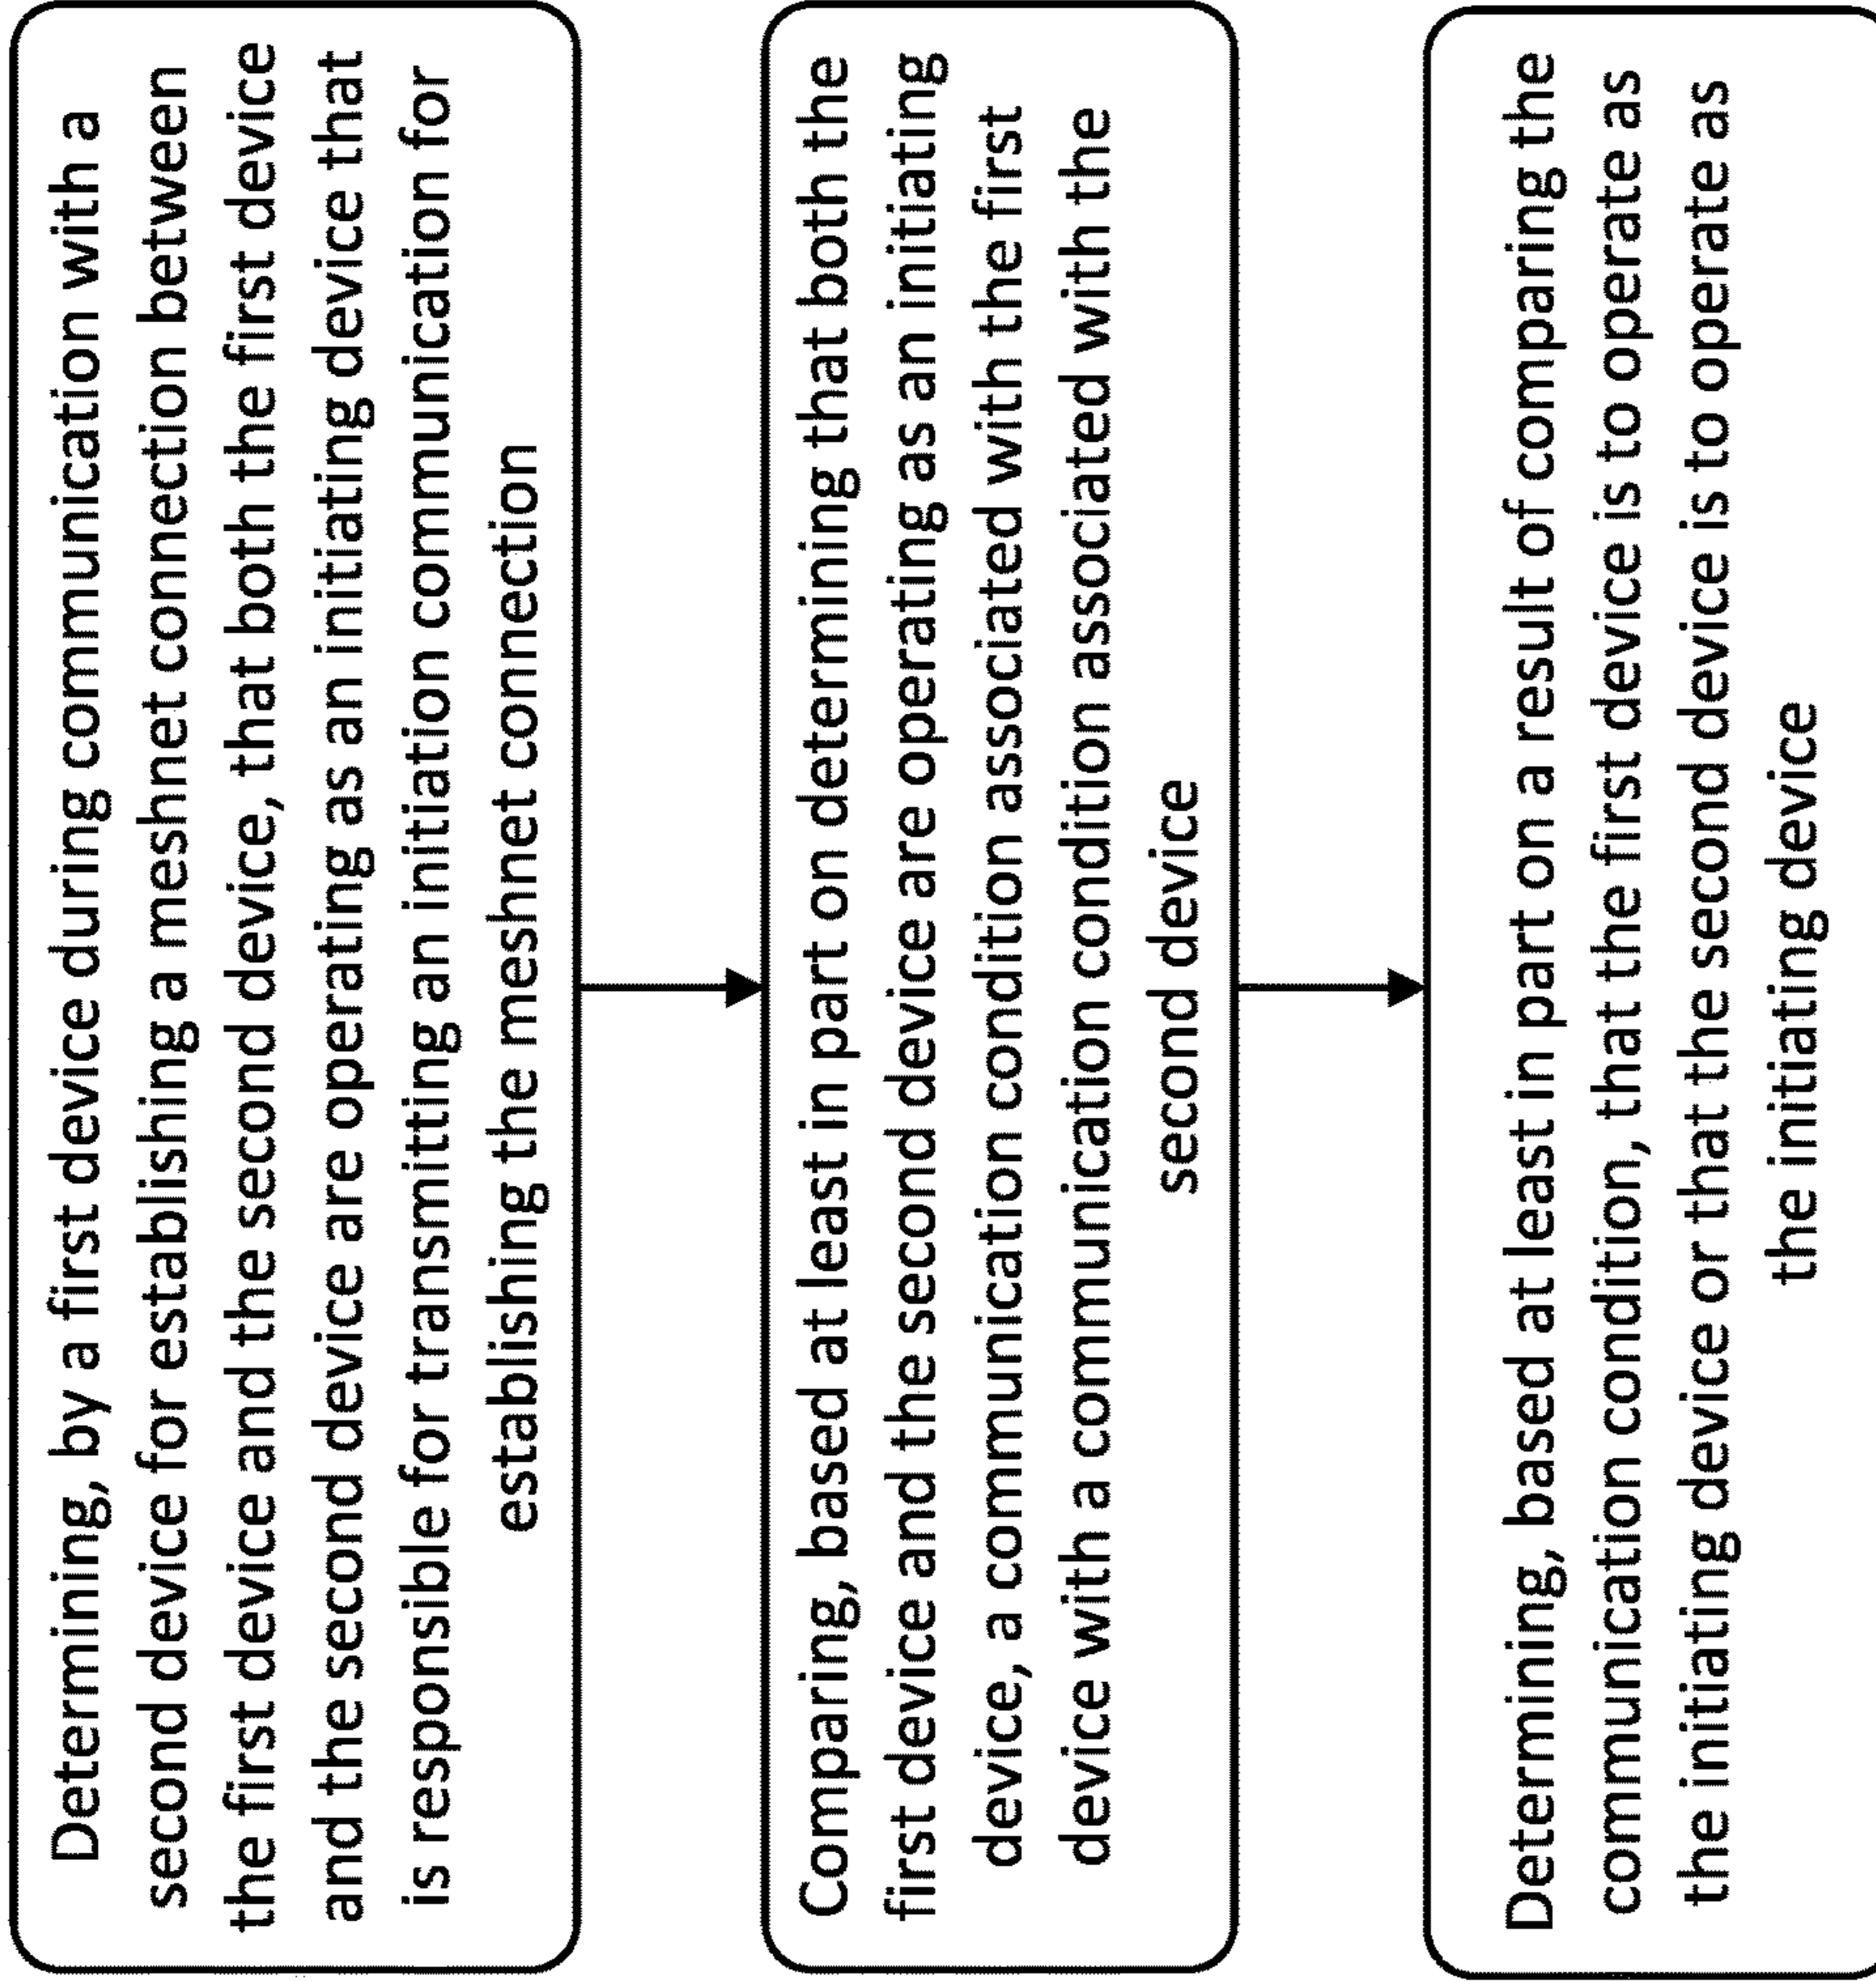 Determining, by a first device during communication with a
second device for establishing a meshnet connection between
the first device and the second device, that both the first device
and the second device are operating as an initiating device that
is responsible for transmitting an initiation communication for
establishing the meshnet connection
Comparing, based at least in part on determining that both the
first device and the second device are operating as an initiating
device, a communication condition associated with the first
device with a communication condition associated with the
second device
Determining, based at least in part on a result of comparing the
communication condition, that the first device is to operate as
the initiating device or that the second device is to operate as
the initiating device